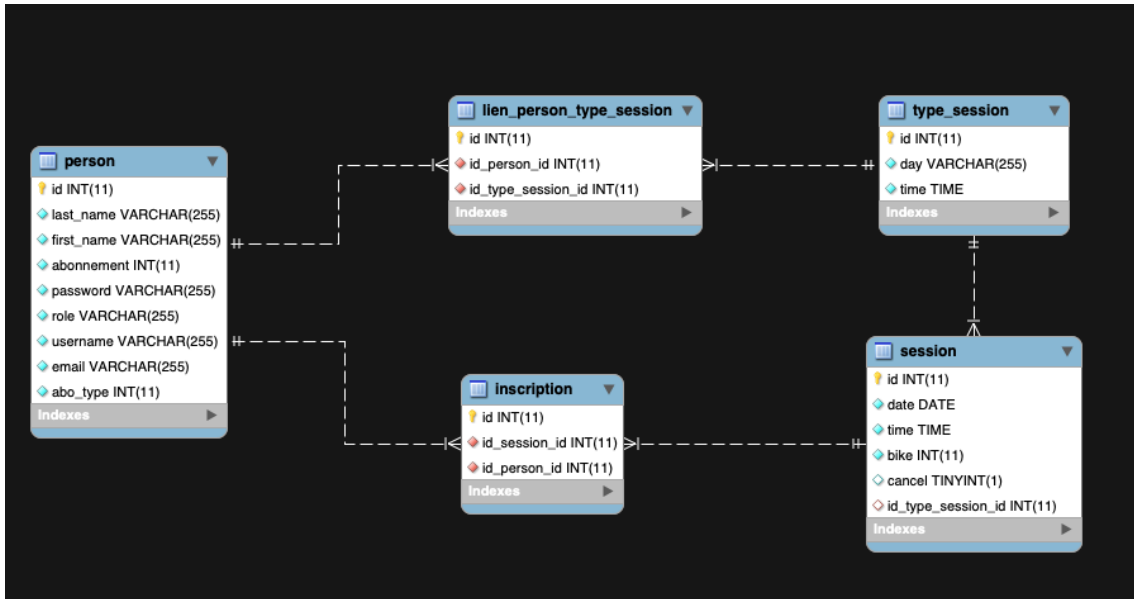 person
id INT(11)
last_name VARCHAR(255)
first_name VARCHAR(255)
abonnement INT(11)
password VARCHAR(255)
role VARCHAR(255)
username VARCHAR(255)
email VARCHAR(255)
abo_type INT(11)
Indexes
lien_person_type_session
id INT(11)
id_person_id INT(11)
id_type_session_id INT(11)
Indexes
type_session
id INT(11)
day VARCHAR(255)
time TIME
Indexes
inscription
id INT(11)
id_session_id INT(11)
id_person_id INT(11)
Indexes
session
id INT(11)
date DATE
time TIME
bike INT(11)
cancel TINYINT(1)
id_type_session_id INT(11)
Indexes